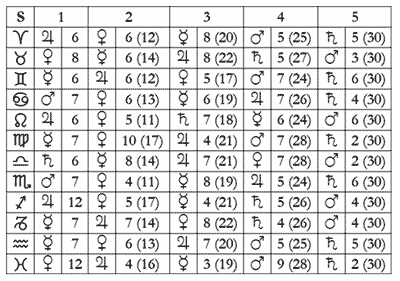 S 1 2 3 4 5
♈ ♃ 6 ♀ 6 (12) ☿ 8 (20) ♂ 5 (25) ♄ 5 (30)
♉ ♀ 8 ☿ 6 (14) ♃ 8 (22) ♄ 5 (27) ♂ 3 (30)
♊ ☿ 6 ♃ 6 (12) ♀ 5 (17) ♂ 7 (24) ♄ 6 (30)
♋ ♂ 7 ♀ 6 (13) ☿ 6 (19) ♃ 7 (26) ♄ 4 (30)
♌ ♃ 6 ♀ 5 (11) ♄ 7 (18) ☿ 6 (24) ♂ 6 (30)
♍ ☿ 7 ♀ 10 (17) ♃ 4 (21) ♂ 7 (28) ♄ 2 (30)
♎ ♄ 6 ☿ 8 (14) ♃ 7 (21) ♀ 7 (28) ♂ 2 (30)
♏ ♂ 7 ♀ 4 (11) ☿ 8 (19) ♃ 5 (24) ♄ 6 (30)
♐ ♃ 12 ♀ 5 (17) ☿ 4 (21) ♄ 5 (26) ♂ 4 (30)
♑ ☿ 7 ♃ 7 (14) ♀ 8 (22) ♄ 4 (26) ♂ 4 (30)
♒ ☿ 7 ♀ 6 (13) ♃ 7 (20) ♂ 5 (25) ♄ 5 (30)
♓ ♀ 12 ♃ 4 (16) ☿ 3 (19) ♂ 9 (28) ♄ 2 (30)